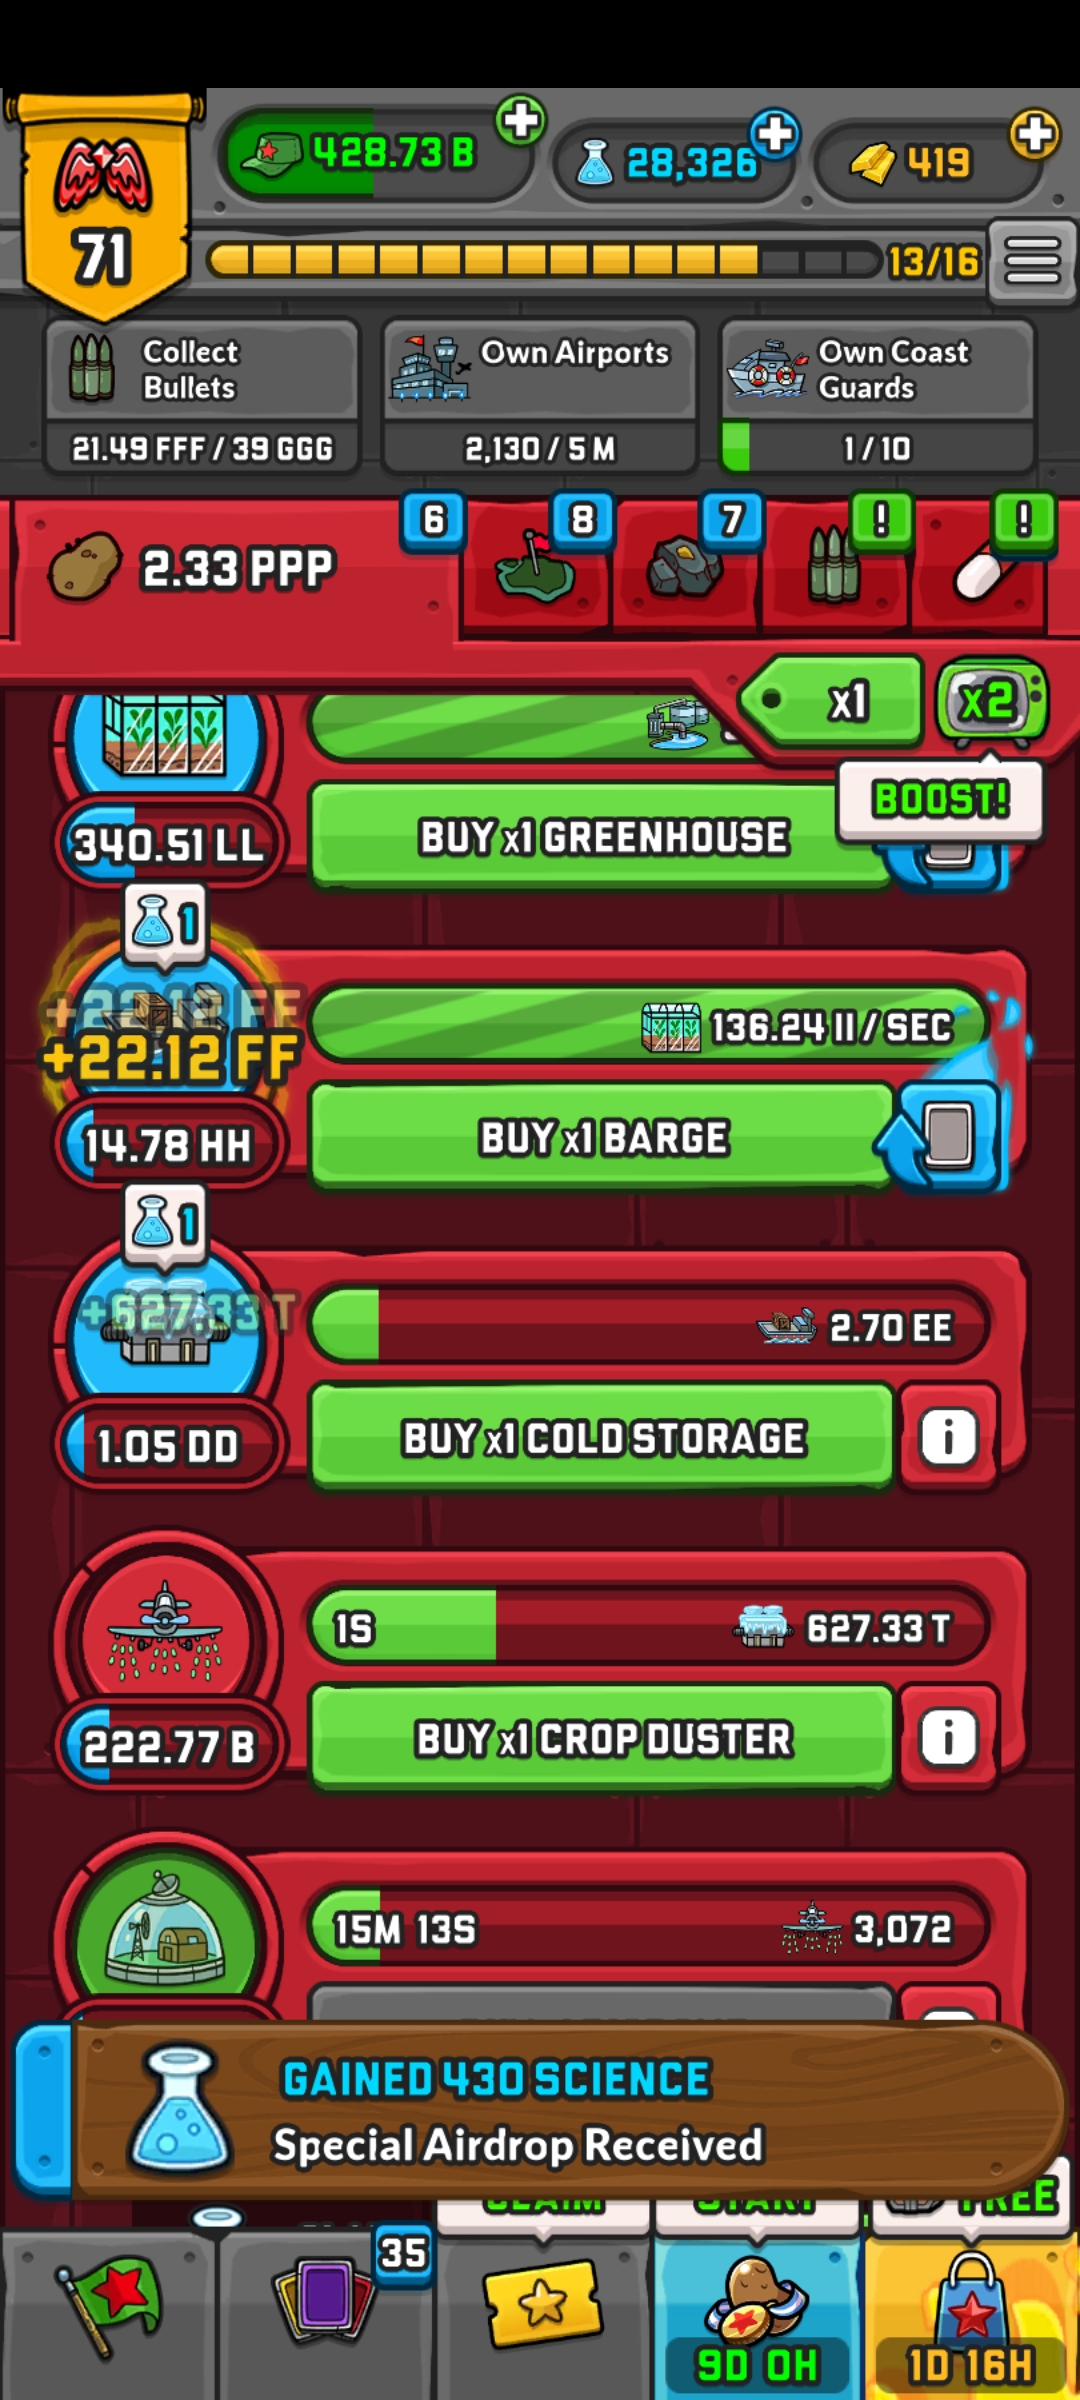 428.73 B
28,326
419
71
13/16
Collect
Bullets
21.49 FFF / 39 GGG
Own Airports
2,130 / 5 M
Own Coast
Guards
1 / 10
2.33 PPP
6
8
7
!
!
x1
x2
BOOST!
340.51 LL
BUY x1 GREENHOUSE
1
+22.12 FF
+22.12 FF
136.24 II / SEC
14.78 HH
BUY x1 BARGE
1
+627.33 T
2.70 EE
1.05 DD
BUY x1 COLD STORAGE
i
1S
627.33 T
222.77 B
BUY x1 CROP DUSTER
i
15M 13S
3,072
GAINED 430 SCIENCE
Special Airdrop Received
CLAIM
START
FREE
35
9D 0H
1D 16H